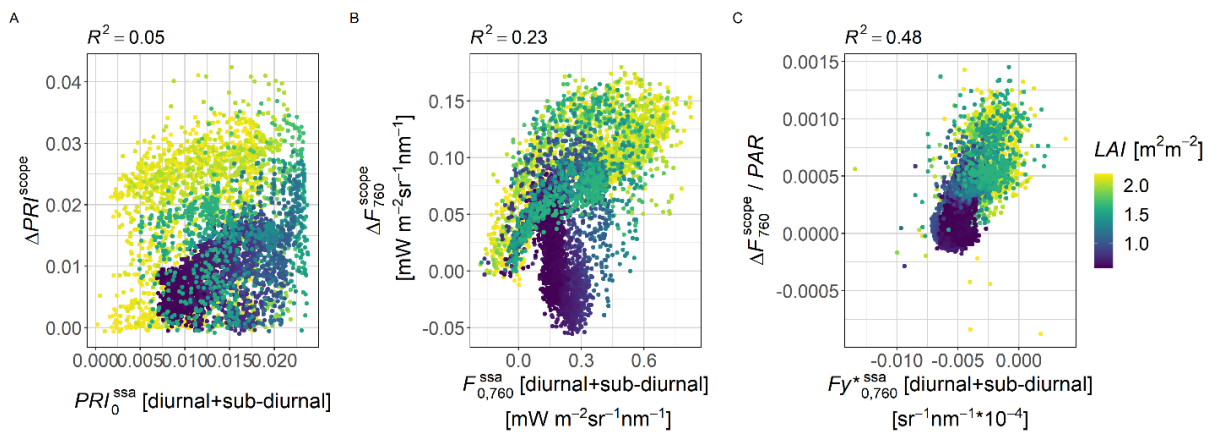 A
R² = 0.05
ΔPRI^scope
0.04
0.03
0.02
0.01
0.00
0.000 0.005 0.010 0.015 0.020
PRI₀^ssa [diurnal+sub-diurnal]
B
R² = 0.23
ΔF₇₆₀^scope
[mW m⁻²sr⁻¹nm⁻¹]
0.15
0.10
0.05
0.00
-0.05
0.0 0.3 0.6
F₀,₇₆₀^ssa [diurnal+sub-diurnal]
[mW m⁻²sr⁻¹nm⁻¹]
C
R² = 0.48
ΔF₇₆₀^scope / PAR
0.0015
0.0010
0.0005
0.0000
-0.0005
-0.010 -0.005 0.000
Fy*₀,₇₆₀^ssa [diurnal+sub-diurnal]
[sr⁻¹nm⁻¹*10⁻⁴]
LAI [m²m⁻²]
2.0
1.5
1.0